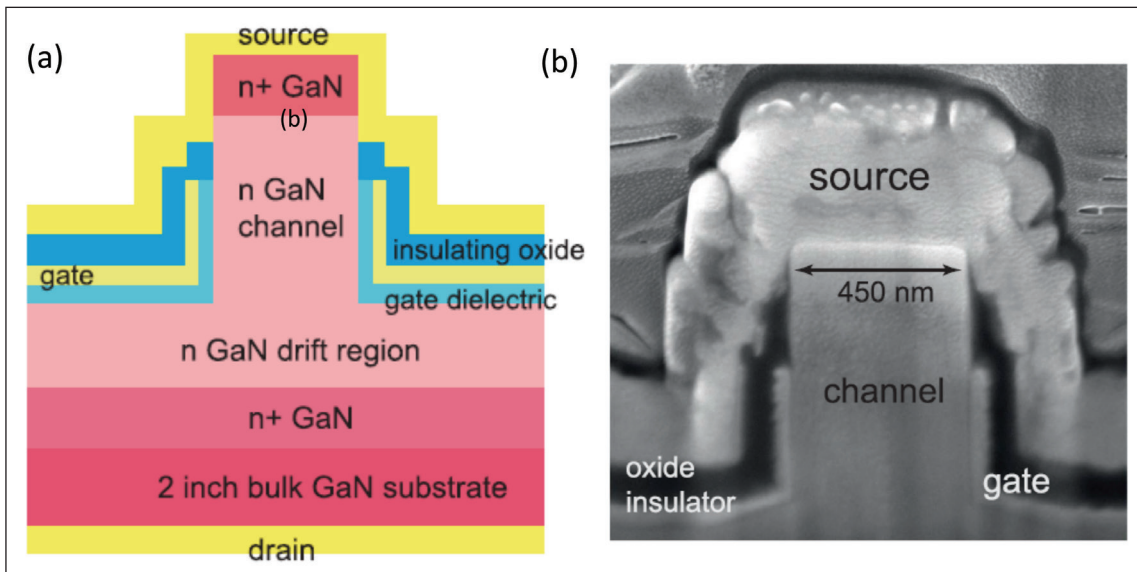 (a)
source
n+ GaN
(b)
n GaN
channel
insulating oxide
gate
gate dielectric
n GaN drift region
n+ GaN
2 inch bulk GaN substrate
drain
(b)
source
450 nm
channel
oxide
insulator
gate